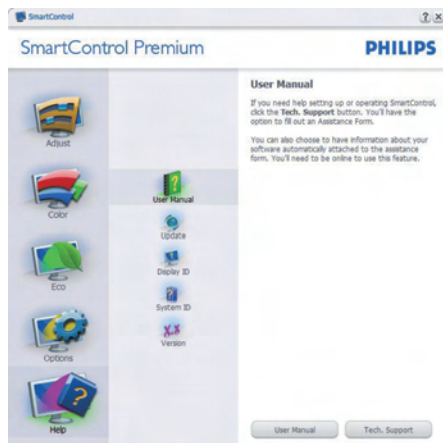 SmartControl
SmartControl Premium
PHILIPS
Adjust
Color
Eco
Options
Help
User Manual
Update
Display ID
System ID
Version
User Manual
If you need help setting up or operating SmartControl,
click the Tech. Support button. You'll have the
option to fill out an Assistance Form.
You can also choose to have information about your
software automatically attached to the assistance
form. You'll need to be online to use this feature.
User Manual
Tech. Support